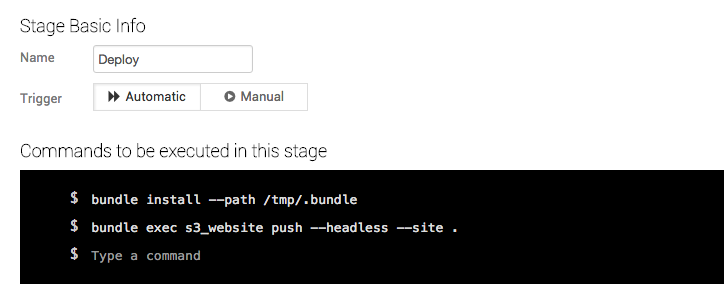 Stage Basic Info
Name Deploy
Trigger Automatic Manual
Commands to be executed in this stage
$ bundle install --path /tmp/.bundle
$ bundle exec s3_website push --headless --site .
$ Type a command